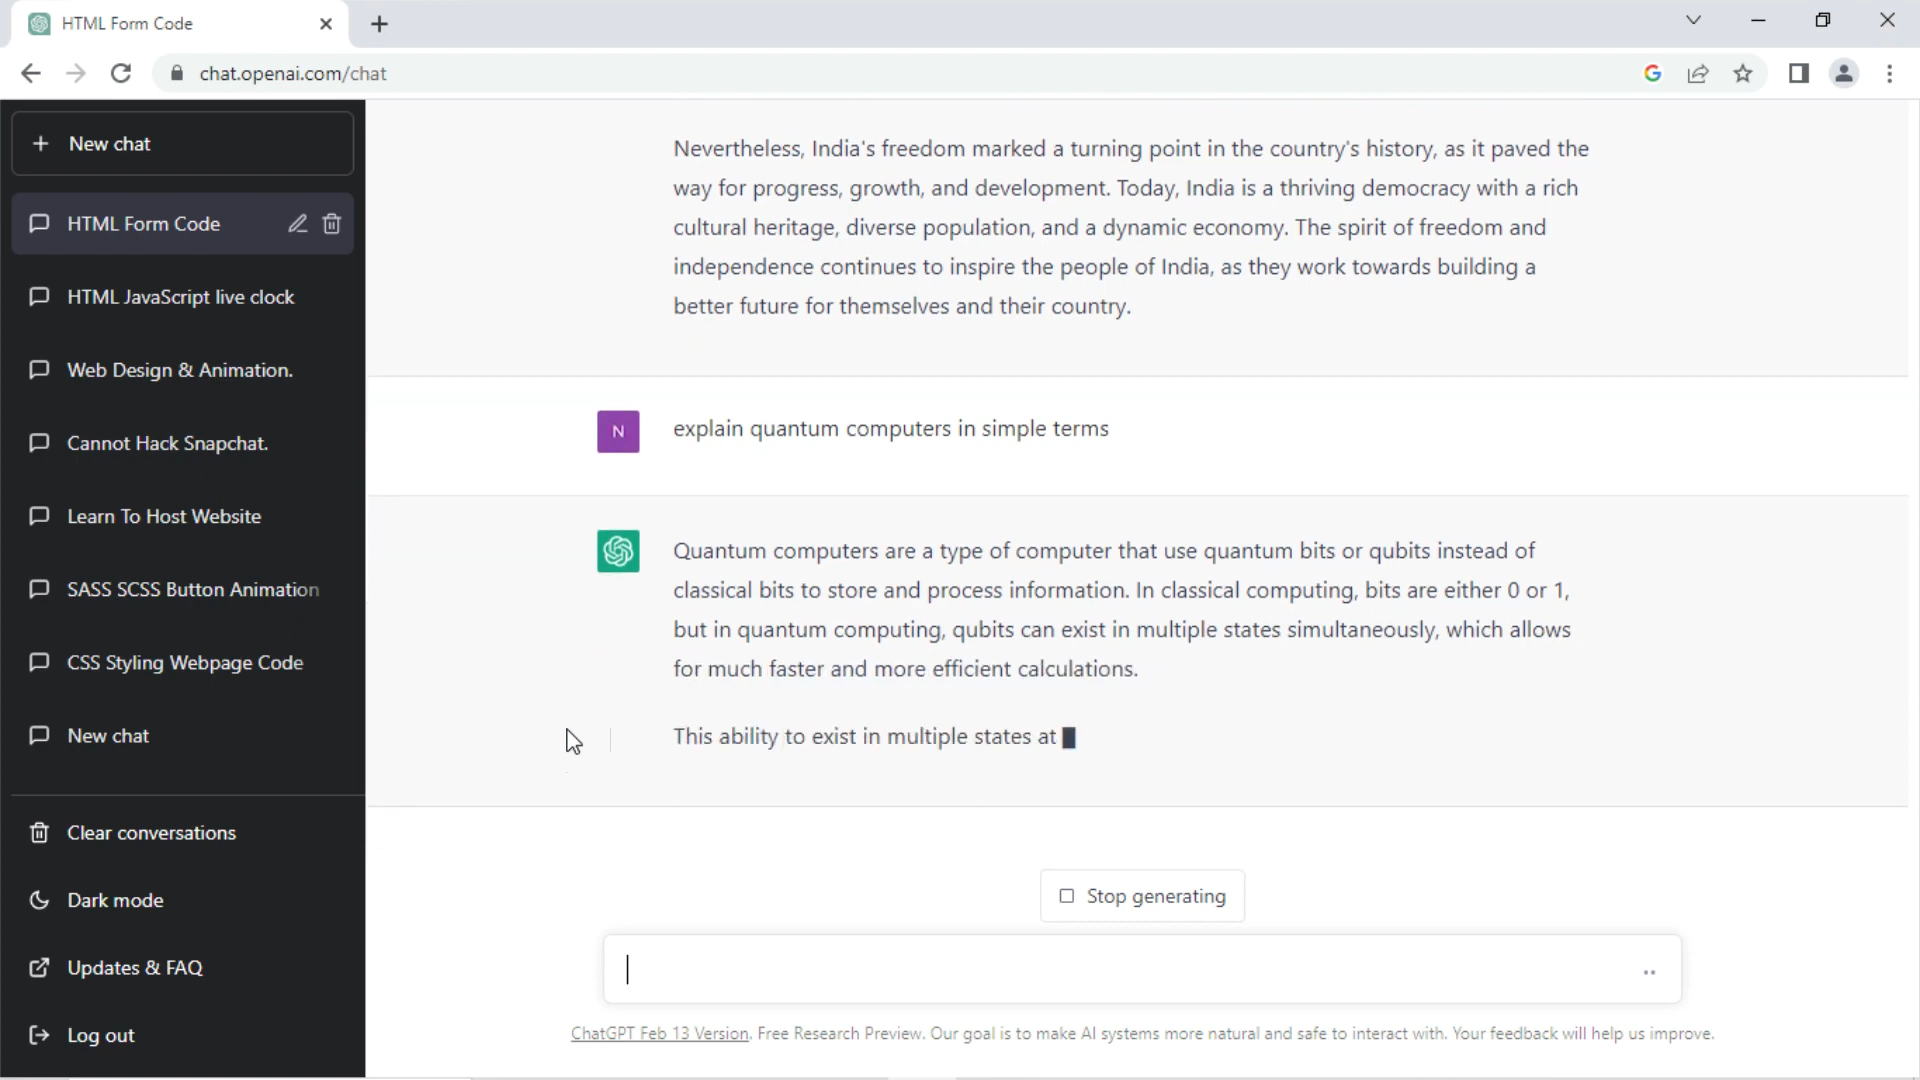 HTML Form Code
chat.openai.com/chat
New chat
HTML Form Code
HTML JavaScript live clock
Web Design & Animation.
Cannot Hack Snapchat.
Learn To Host Website
SASS SCSS Button Animation
CSS Styling Webpage Code
New chat
Clear conversations
Dark mode
Updates & FAQ
Log out
Nevertheless, India's freedom marked a turning point in the country's history, as it paved the
way for progress, growth, and development. Today, India is a thriving democracy with a rich
cultural heritage, diverse population, and a dynamic economy. The spirit of freedom and
independence continues to inspire the people of India, as they work towards building a
better future for themselves and their country.
N
explain quantum computers in simple terms
Quantum computers are a type of computer that use quantum bits or qubits instead of
classical bits to store and process information. In classical computing, bits are either 0 or 1,
but in quantum computing, qubits can exist in multiple states simultaneously, which allows
for much faster and more efficient calculations.
This ability to exist in multiple states at
Stop generating
ChatGPT Feb 13 Version. Free Research Preview. Our goal is to make AI systems more natural and safe to interact with. Your feedback will help us improve.